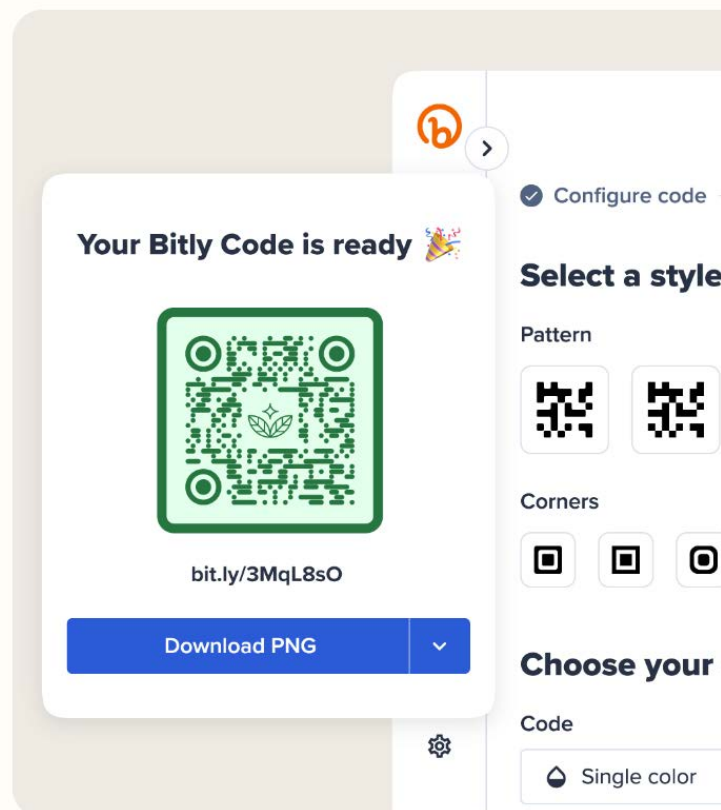 Your Bitly Code is ready
bit.ly/3MqL8sO
Download PNG
Configure code
Select a style
Pattern
Corners
Choose your
Code
Single color